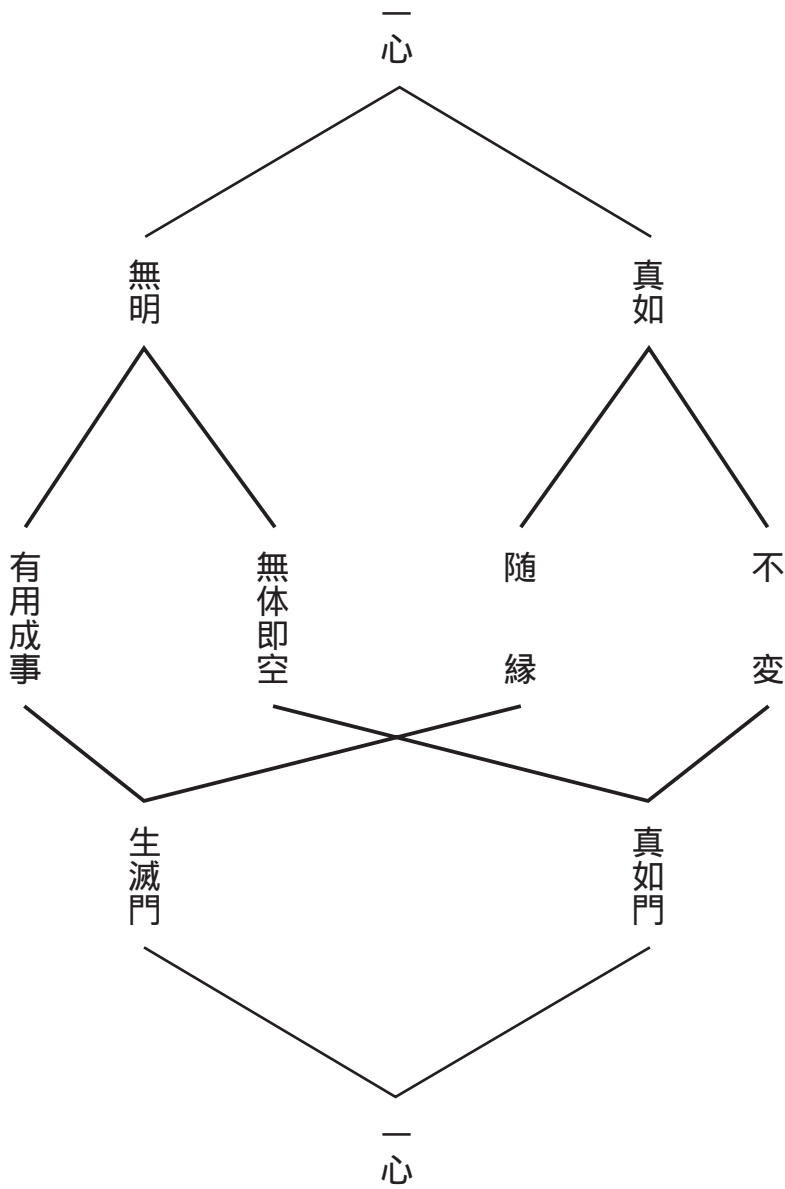 一心
真如
無明
不変
随縁
無体即空
有用成事
真如門
生滅門
一心